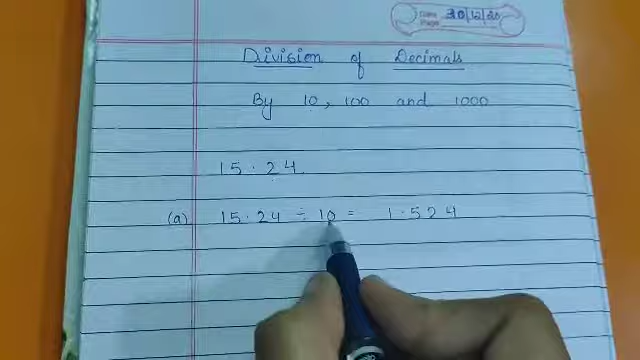 Date 30/12/20
Page
Division of Decimals
By 10, 100 and 1000
15.24
(a) 15.24 ÷ 10 = 1.524